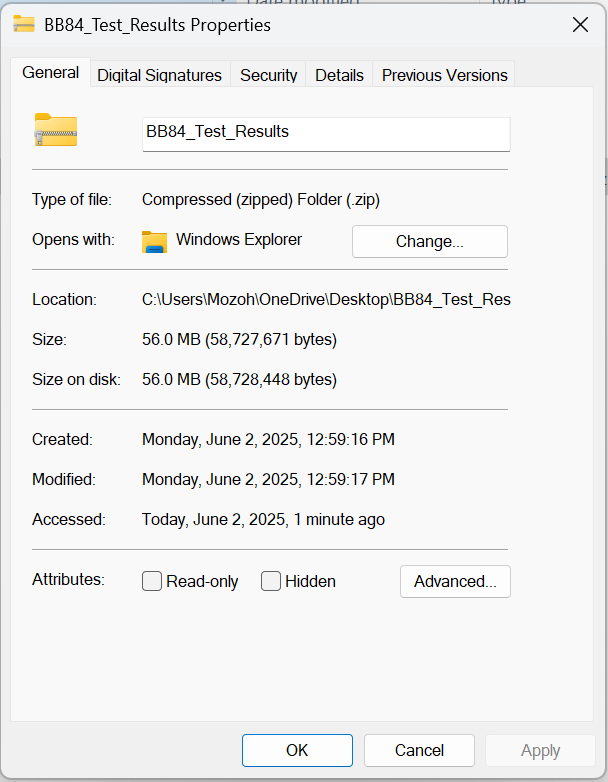 BB84_Test_Results Properties
General Digital Signatures Security Details Previous Versions
BB84_Test_Results
Type of file: Compressed (zipped) Folder (.zip)
Opens with: Windows Explorer Change...
Location: C:\Users\Mozoh\OneDrive\Desktop\BB84_Test_Res
Size: 56.0 MB (58,727,671 bytes)
Size on disk: 56.0 MB (58,728,448 bytes)
Created: Monday, June 2, 2025, 12:59:16 PM
Modified: Monday, June 2, 2025, 12:59:17 PM
Accessed: Today, June 2, 2025, 1 minute ago
Attributes: Read-only Hidden Advanced...
OK Cancel Apply